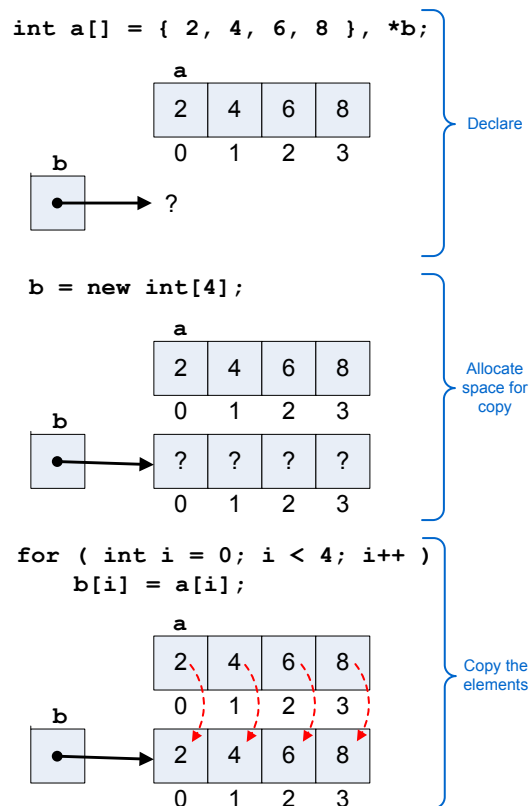 int a[] = { 2, 4, 6, 8 }, *b;
a
2 4 6 8
0 1 2 3
b
?
Declare
b = new int[4];
a
2 4 6 8
0 1 2 3
b
? ? ? ?
0 1 2 3
Allocate
space for
copy
for ( int i = 0; i < 4; i++ )
b[i] = a[i];
a
2 4 6 8
0 1 2 3
b
2 4 6 8
0 1 2 3
Copy the
elements